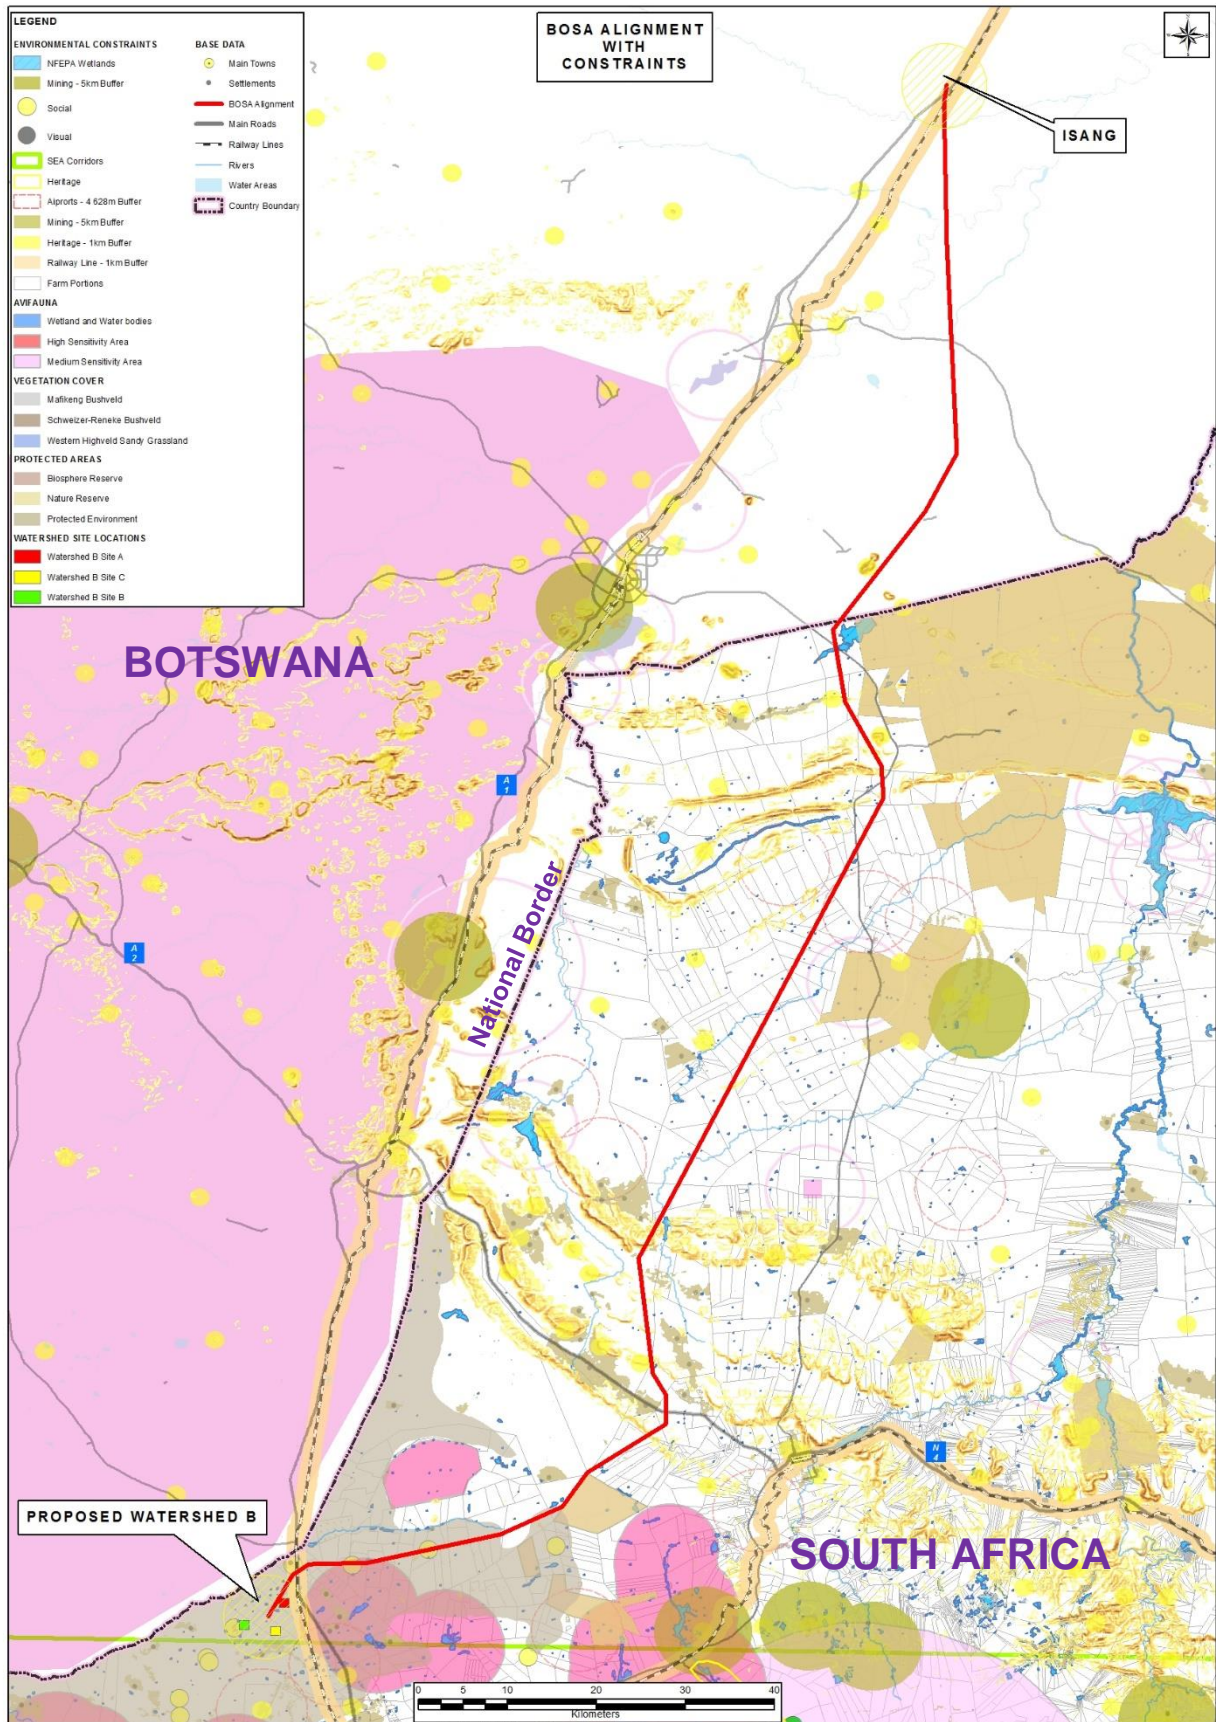 LEGEND
ENVIRONMENTAL CONSTRAINTS
NFEPA Wetlands
Mining - 5km Buffer
Social
Visual
SEA Corridors
Heritage
Aiprorts - 4 628m Buffer
Mining - 5km Buffer
Heritage - 1km Buffer
Railway Line - 1km Buffer
Farm Portions
AVIFAUNA
Wetland and Water bodies
High Sensitivity Area
Medium Sensitivity Area
VEGETATION COVER
Mafikeng Bushveld
Schweizer-Reneke Bushveld
Western Highveld Sandy Grassland
PROTECTED AREAS
Biosphere Reserve
Nature Reserve
Protected Environment
WATERSHED SITE LOCATIONS
Watershed B Site A
Watershed B Site C
Watershed B Site B
BASE DATA
Main Towns
Settlements
BOSA Alignment
Main Roads
Railway Lines
Rivers
Water Areas
Country Boundary
BOSA ALIGNMENT
WITH
CONSTRAINTS
ISANG
BOTSWANA
A
1
National Border
A
2
N
4
PROPOSED WATERSHED B
SOUTH AFRICA
0 5 10 20 30 40
Kilometers